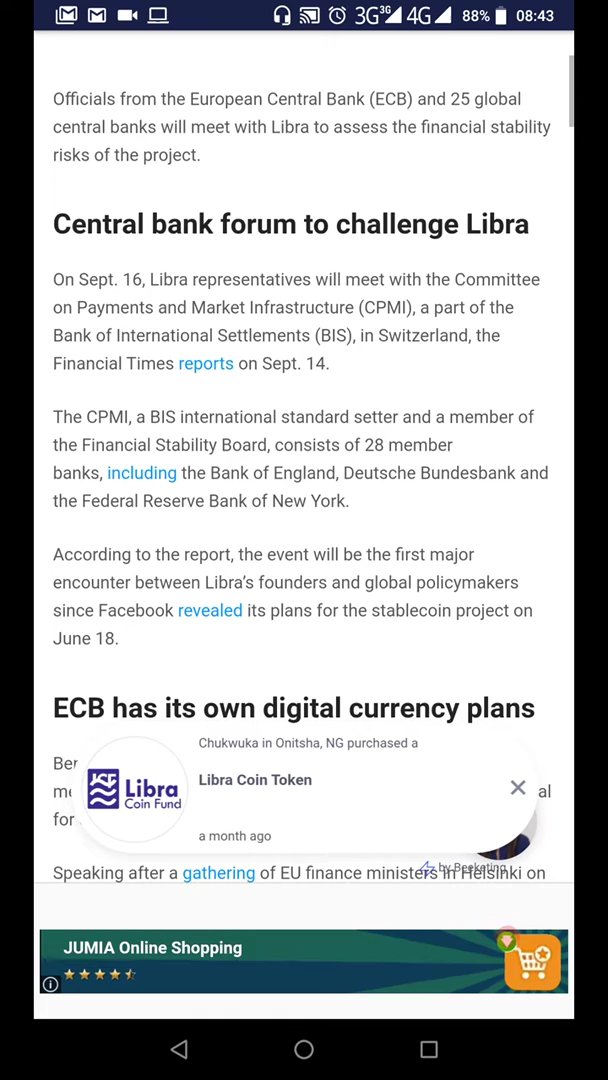 3G 3G 4G 88% 08:43
Officials from the European Central Bank (ECB) and 25 global
central banks will meet with Libra to assess the financial stability
risks of the project.
Central bank forum to challenge Libra
On Sept. 16, Libra representatives will meet with the Committee
on Payments and Market Infrastructure (CPMI), a part of the
Bank of International Settlements (BIS), in Switzerland, the
Financial Times reports on Sept. 14.
The CPMI, a BIS international standard setter and a member of
the Financial Stability Board, consists of 28 member
banks, including the Bank of England, Deutsche Bundesbank and
the Federal Reserve Bank of New York.
According to the report, the event will be the first major
encounter between Libra’s founders and global policymakers
since Facebook revealed its plans for the stablecoin project on
June 18.
ECB has its own digital currency plans
Chukwuka in Onitsha, NG purchased a
Libra Coin Token
Libra
Coin Fund
a month ago
by Beeketing
Speaking after a gathering of EU finance ministers in Helsinki on
JUMIA Online Shopping